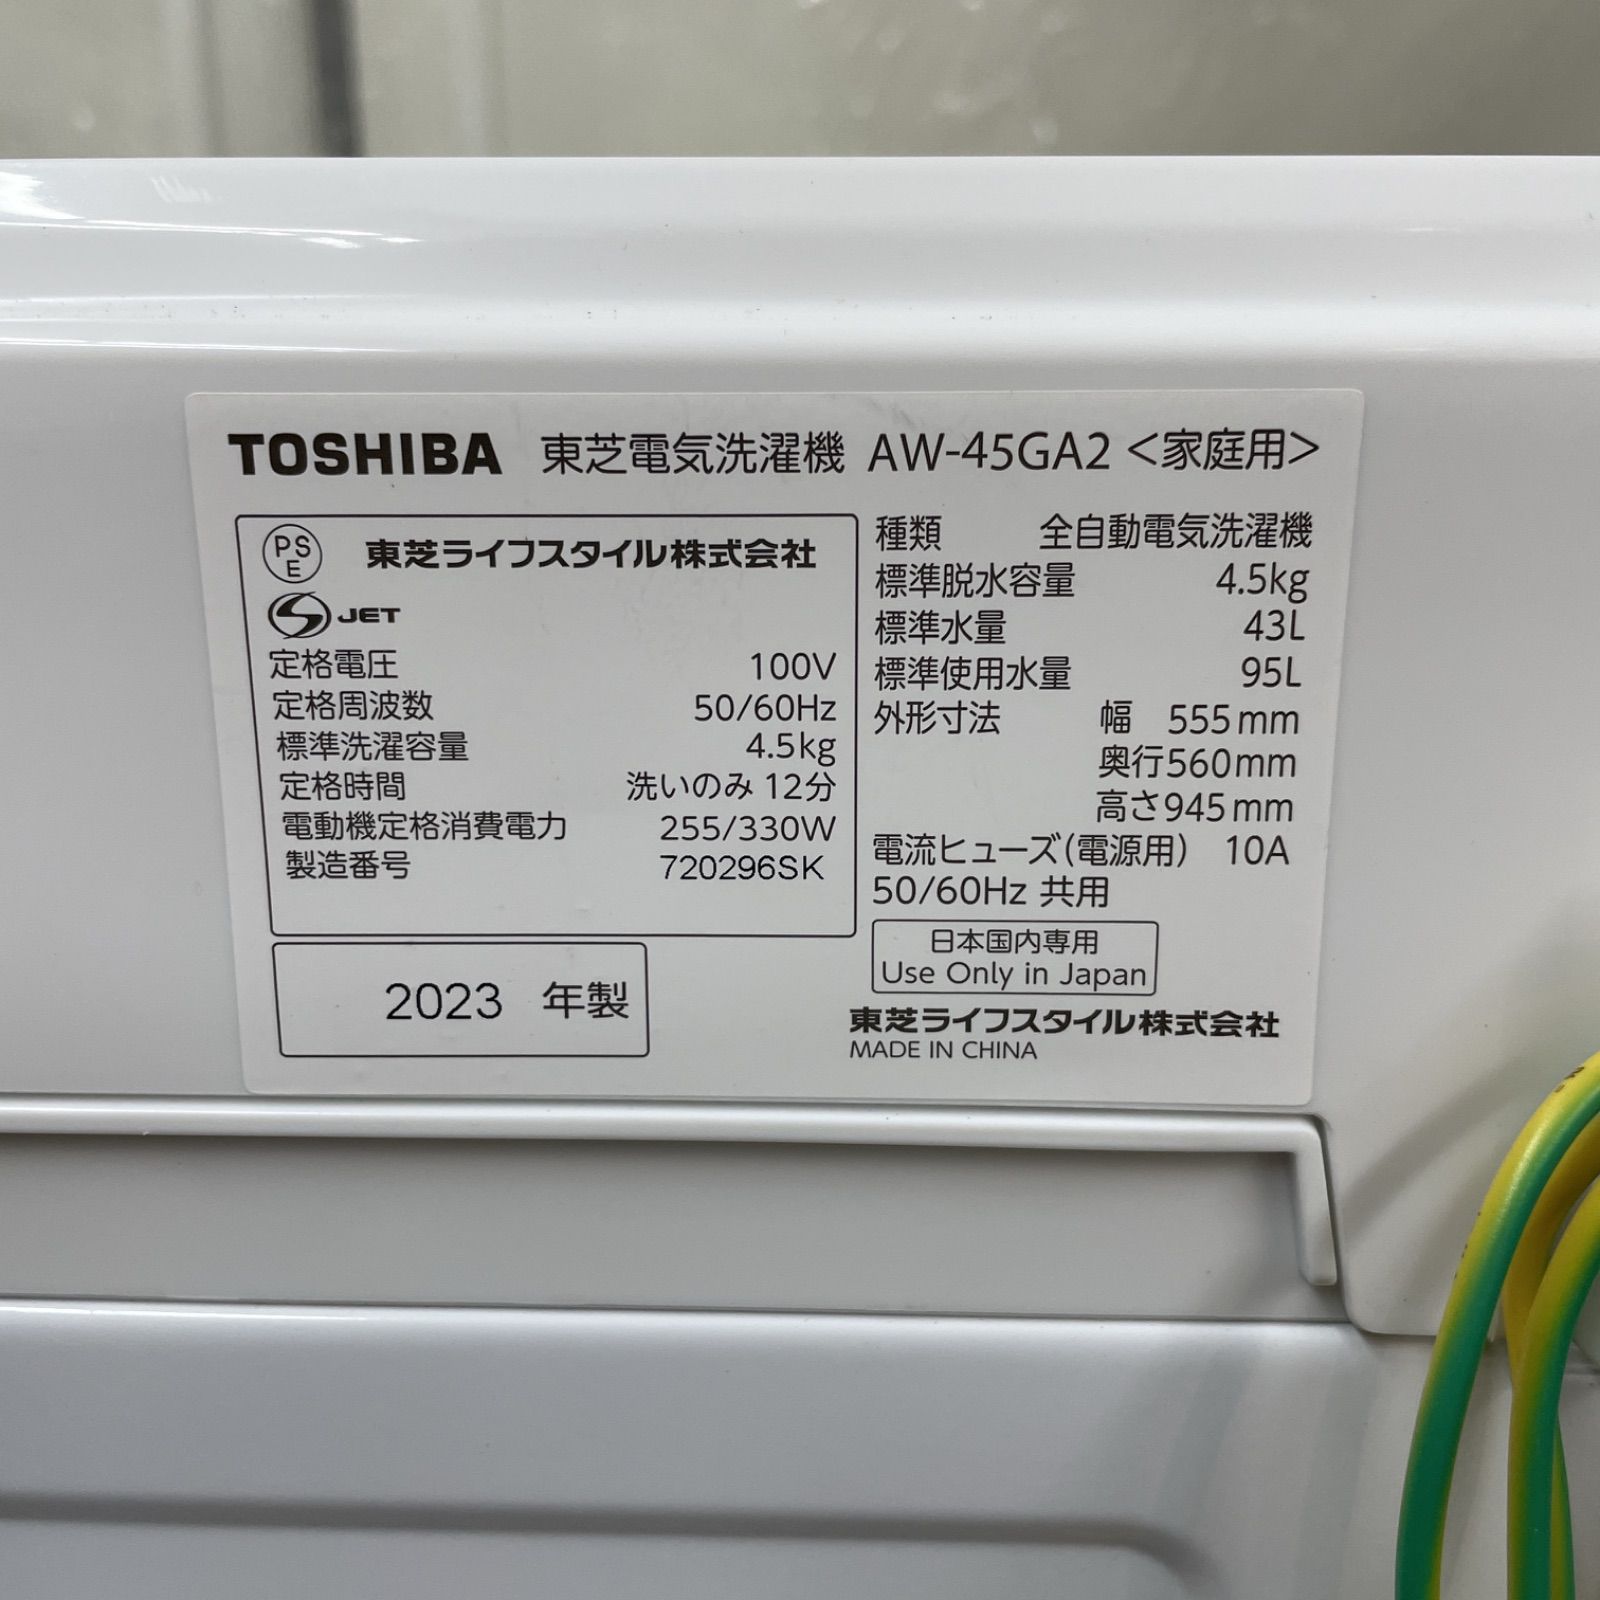 TOSHIBA 東芝電気洗濯機 AW-45GA2 <家庭用>
PSE 東芝ライフスタイル株式会社
S JET
定格電圧 100V
定格周波数 50/60Hz
標準洗濯容量 4.5kg
定格時間 洗いのみ 12分
電動機定格消費電力 255/330W
製造番号 720296SK
2023 年製
種類 全自動電気洗濯機
標準脱水容量 4.5kg
標準水量 43L
標準使用水量 95L
外形寸法 幅 555mm
奥行560mm
高さ945mm
電流ヒューズ(電源用) 10A
50/60Hz 共用
日本国内専用
Use Only in Japan
東芝ライフスタイル株式会社
MADE IN CHINA